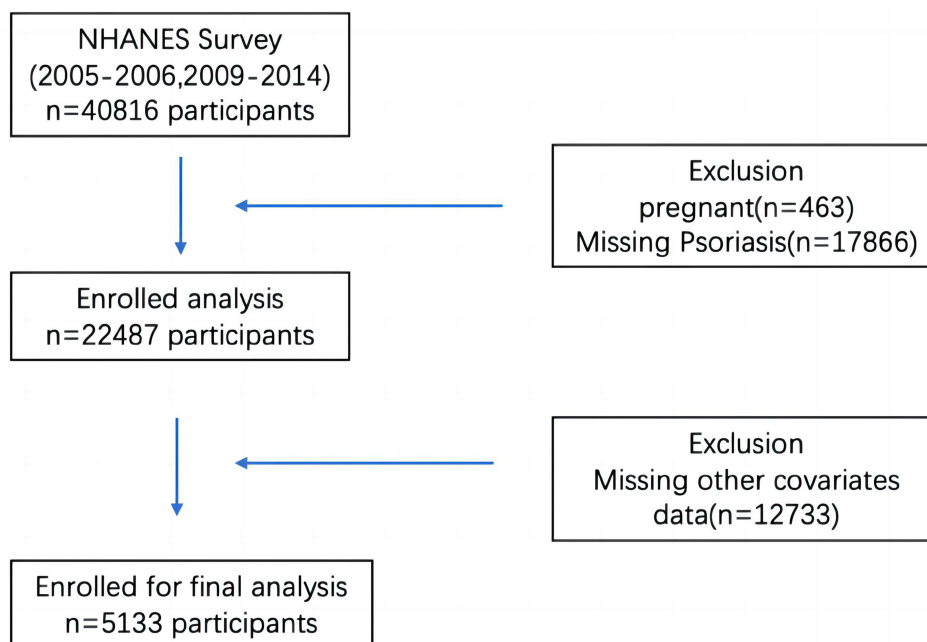 NHANES Survey
(2005-2006,2009-2014)
n=40816 participants
Exclusion
pregnant(n=463)
Missing Psoriasis(n=17866)
Enrolled analysis
n=22487 participants
Exclusion
Missing other covariates
data(n=12733)
Enrolled for final analysis
n=5133 participants